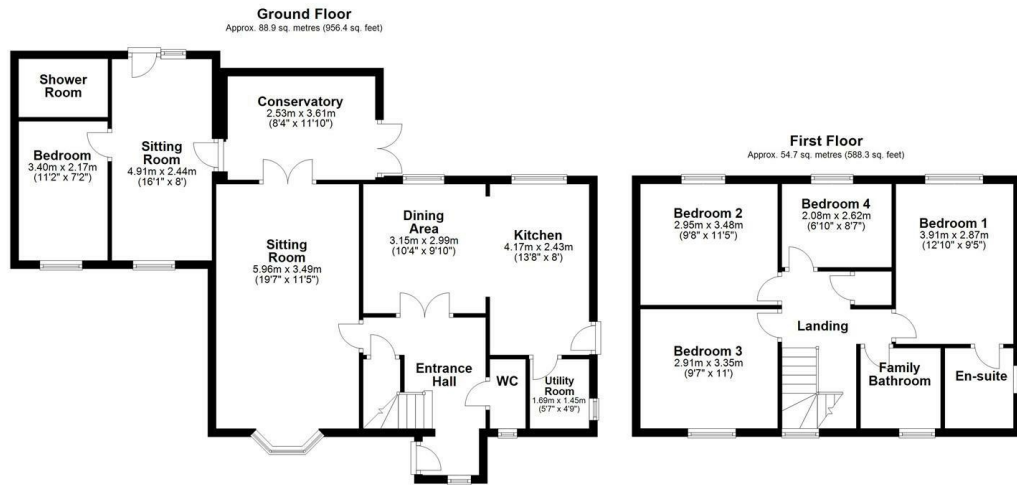 Ground Floor
Approx. 88.9 sq. metres (956.4 sq. feet)
Shower
Room
Bedroom
3.40m x 2.17m
(11'2" x 7'2")
Sitting
Room
4.91m x 2.44m
(16'1" x 8')
Conservatory
2.53m x 3.61m
(8'4" x 11'10")
Sitting
Room
5.96m x 3.49m
(19'7" x 11'5")
Dining
Area
3.15m x 2.99m
(10'4" x 9'10")
Kitchen
4.17m x 2.43m
(13'8" x 8')
Entrance
Hall
WC
Utility
Room
1.69m x 1.45m
(5'7" x 4'9")
First Floor
Approx. 54.7 sq. metres (588.3 sq. feet)
Bedroom 2
2.95m x 3.48m
(9'8" x 11'5")
Bedroom 4
2.08m x 2.62m
(6'10" x 8'7")
Bedroom 1
3.91m x 2.87m
(12'10" x 9'5")
Landing
Bedroom 3
2.91m x 3.35m
(9'7" x 11')
Family
Bathroom
En-suite